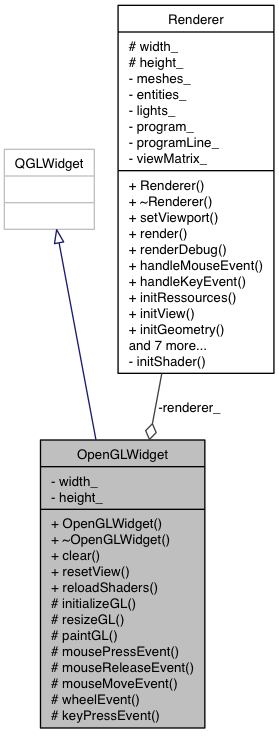 Renderer
# width_
# height_
- meshes_
- entities_
- lights_
- program_
- programLine_
- viewMatrix_
+ Renderer()
+ ~Renderer()
+ setViewport()
+ render()
+ renderDebug()
+ handleMouseEvent()
+ handleKeyEvent()
+ initRessources()
+ initView()
+ initGeometry()
and 7 more...
- initShader()
QGLWidget
-renderer_
OpenGLWidget
- width_
- height_
+ OpenGLWidget()
+ ~OpenGLWidget()
+ clear()
+ resetView()
+ reloadShaders()
# initializeGL()
# resizeGL()
# paintGL()
# mousePressEvent()
# mouseReleaseEvent()
# mouseMoveEvent()
# wheelEvent()
# keyPressEvent()